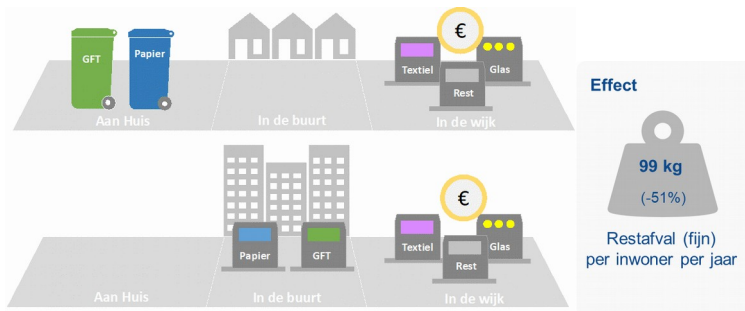 GFT
Papier
€
Textiel
Glas
Rest
Aan Huis
In de buurt
In de wijk
€
Papier
GFT
Textiel
Glas
Rest
Aan Huis
In de buurt
In de wijk
Effect
99 kg
(-51%)
Restafval (fijn)
per inwoner per jaar